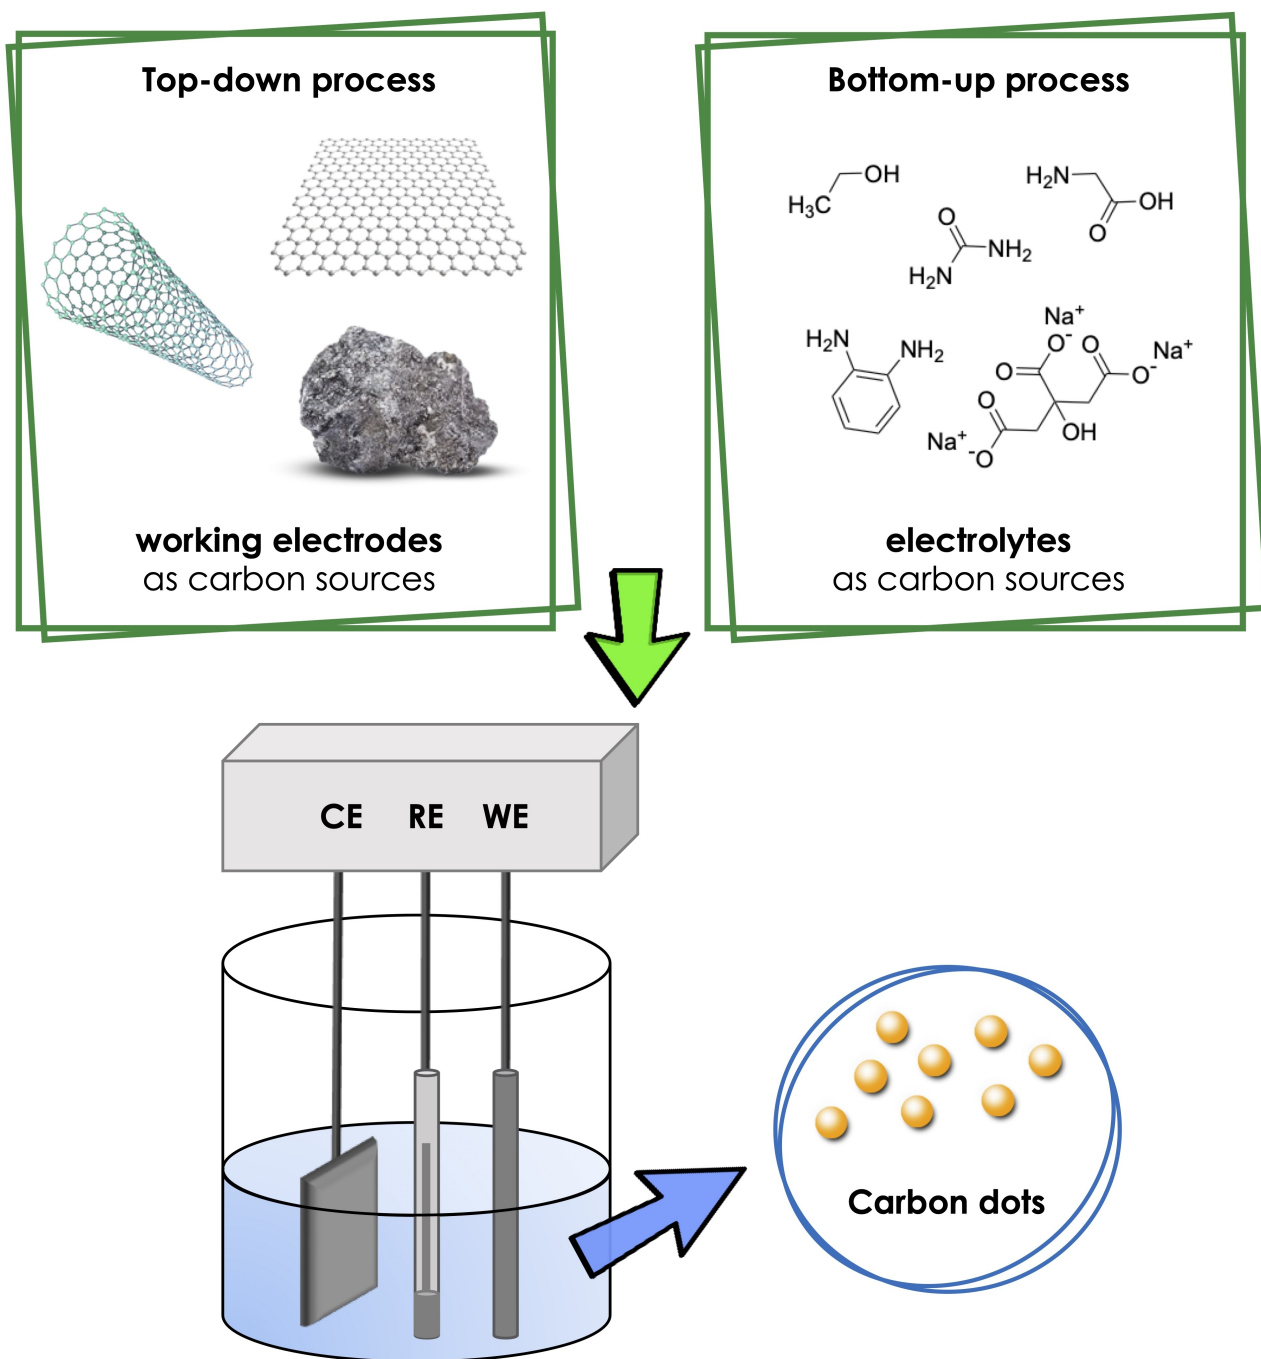 Top-down process
working electrodes
as carbon sources
Bottom-up process
OH
H₃C
H₂N
OH
O
O
NH₂
H₂N
H₂N
NH₂
Na⁺
O⁻
O
O
O⁻
Na⁺
O
OH
Na⁺
⁻O
electrolytes
as carbon sources
CE RE WE
Carbon dots